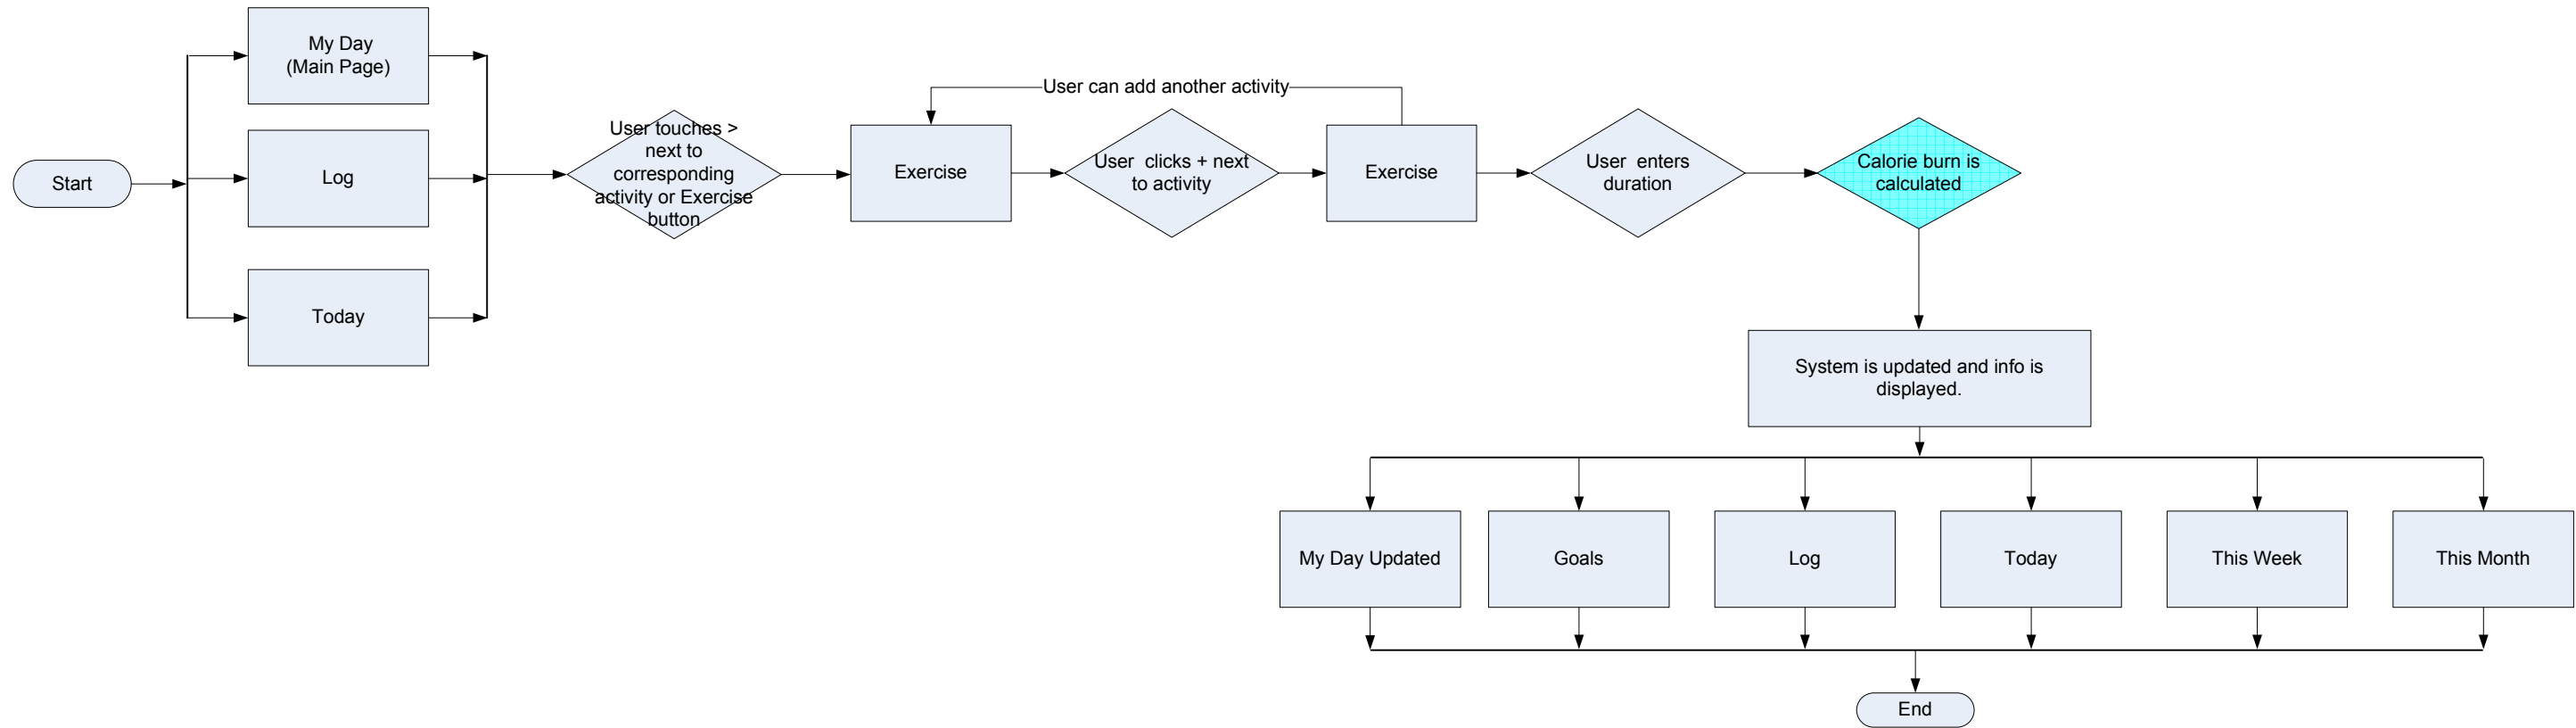 Start
My Day
(Main Page)
Log
Today
User touches >
next to
corresponding
activity or Exercise
button
Exercise
User can add another activity
User clicks + next
to activity
Exercise
User enters
duration
Calorie burn is
calculated
System is updated and info is
displayed.
My Day Updated
Goals
Log
Today
This Week
This Month
End